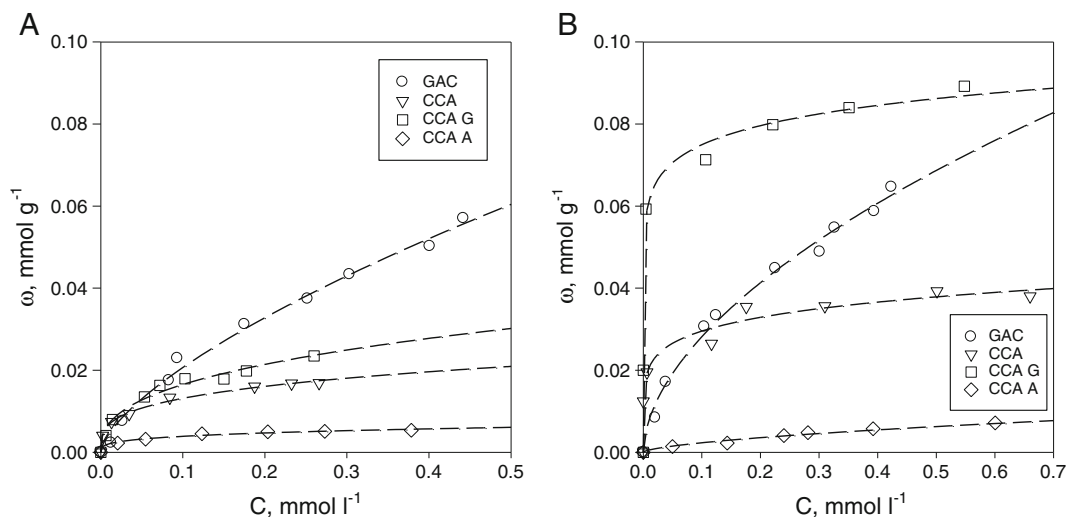 A
0.10
0.08
0.06
0.04
0.02
0.00
ω, mmol g-1
GAC
CCA
CCA G
CCA A
0.0 0.1 0.2 0.3 0.4 0.5
C, mmol l-1
B
0.10
0.08
0.06
0.04
0.02
0.00
ω, mmol g-1
GAC
CCA
CCA G
CCA A
0.0 0.1 0.2 0.3 0.4 0.5 0.6 0.7
C, mmol l-1